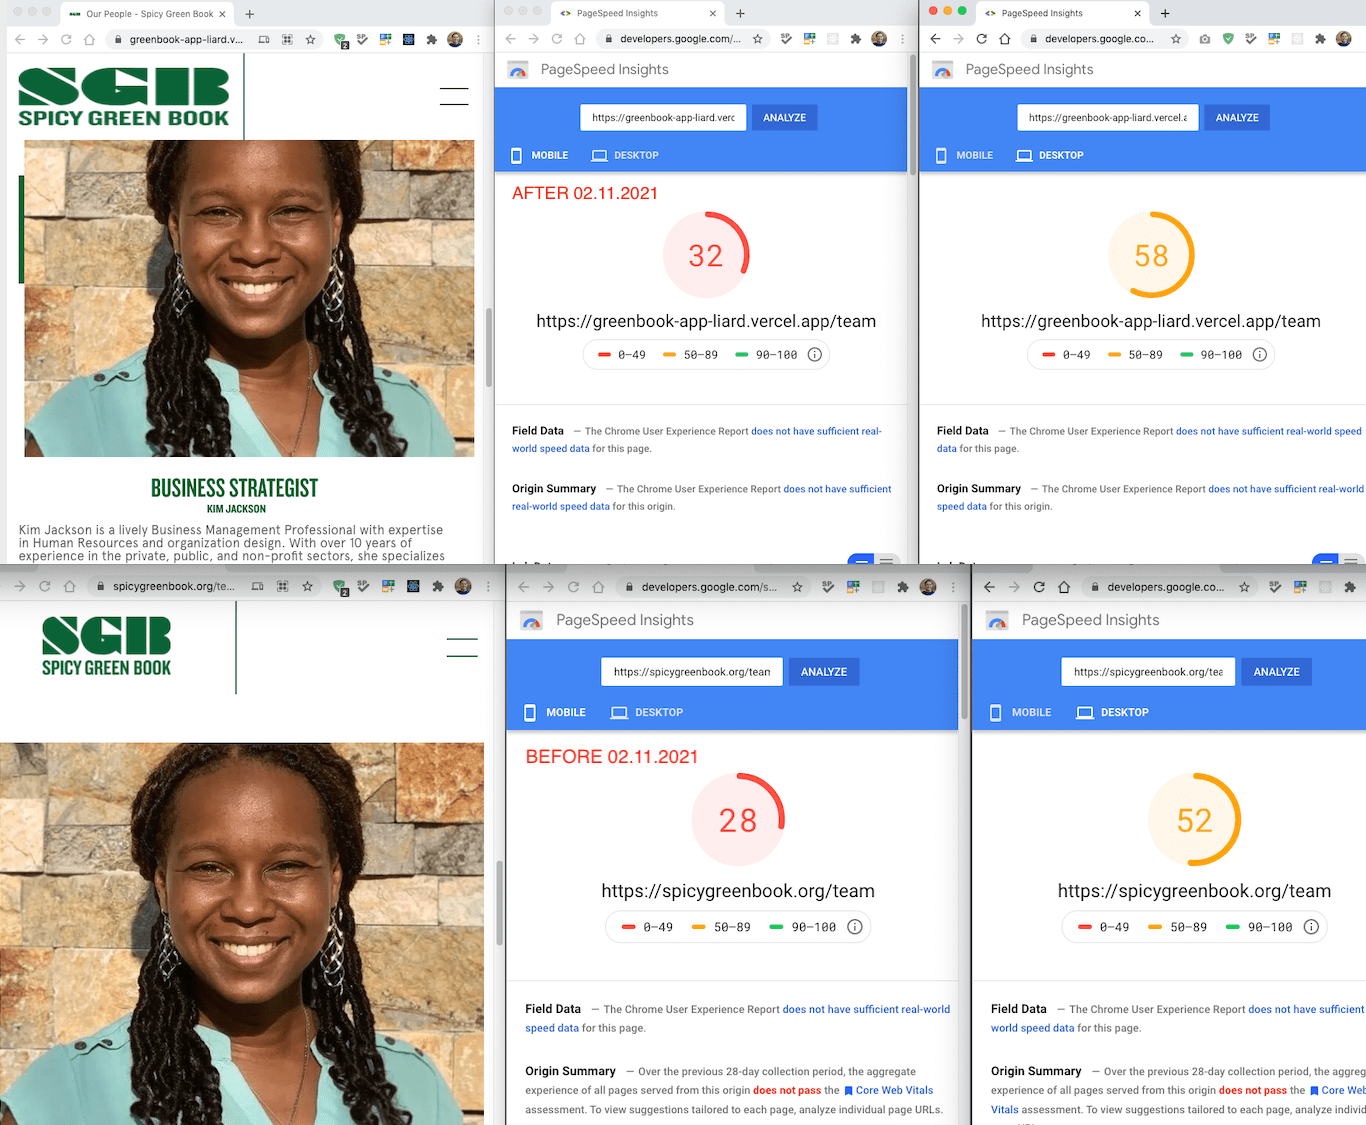 Our People - Spicy Green Book
greenbook-app-liard.v...
SGB
SPICY GREEN BOOK
BUSINESS STRATEGIST
KIM JACKSON
Kim Jackson is a lively Business Management Professional with expertise
in Human Resources and organization design. With over 10 years of
experience in the private, public, and non-profit sectors, she specializes
PageSpeed Insights
developers.google.com/...
PageSpeed Insights
https://greenbook-app-liard.verc
ANALYZE
MOBILE
DESKTOP
AFTER 02.11.2021
32
https://greenbook-app-liard.vercel.app/team
0–49
50–89
90–100
Field Data — The Chrome User Experience Report does not have sufficient real-
world speed data for this page.
Origin Summary — The Chrome User Experience Report does not have sufficient
real-world speed data for this origin.
PageSpeed Insights
developers.google.co...
PageSpeed Insights
https://greenbook-app-liard.vercel.a
ANALYZE
MOBILE
DESKTOP
58
https://greenbook-app-liard.vercel.app/team
0–49
50–89
90–100
Field Data — The Chrome User Experience Report does not have sufficient real-world speed
data for this page.
Origin Summary — The Chrome User Experience Report does not have sufficient real-world
speed data for this origin.
spicygreenbook.org/te...
SGB
SPICY GREEN BOOK
developers.google.com/s...
PageSpeed Insights
https://spicygreenbook.org/team
ANALYZE
MOBILE
DESKTOP
BEFORE 02.11.2021
28
https://spicygreenbook.org/team
0–49
50–89
90–100
Field Data — The Chrome User Experience Report does not have sufficient real-world
speed data for this page.
Origin Summary — Over the previous 28-day collection period, the aggregate
experience of all pages served from this origin does not pass the Core Web Vitals
assessment. To view suggestions tailored to each page, analyze individual page URLs.
developers.google.co...
PageSpeed Insights
https://spicygreenbook.org/tea
ANALYZE
MOBILE
DESKTOP
52
https://spicygreenbook.org/team
0–49
50–89
90–100
Field Data — The Chrome User Experience Report does not have sufficient real-
world speed data for this page.
Origin Summary — Over the previous 28-day collection period, the aggreg
experience of all pages served from this origin does not pass the Core Web
Vitals assessment. To view suggestions tailored to each page, analyze individ